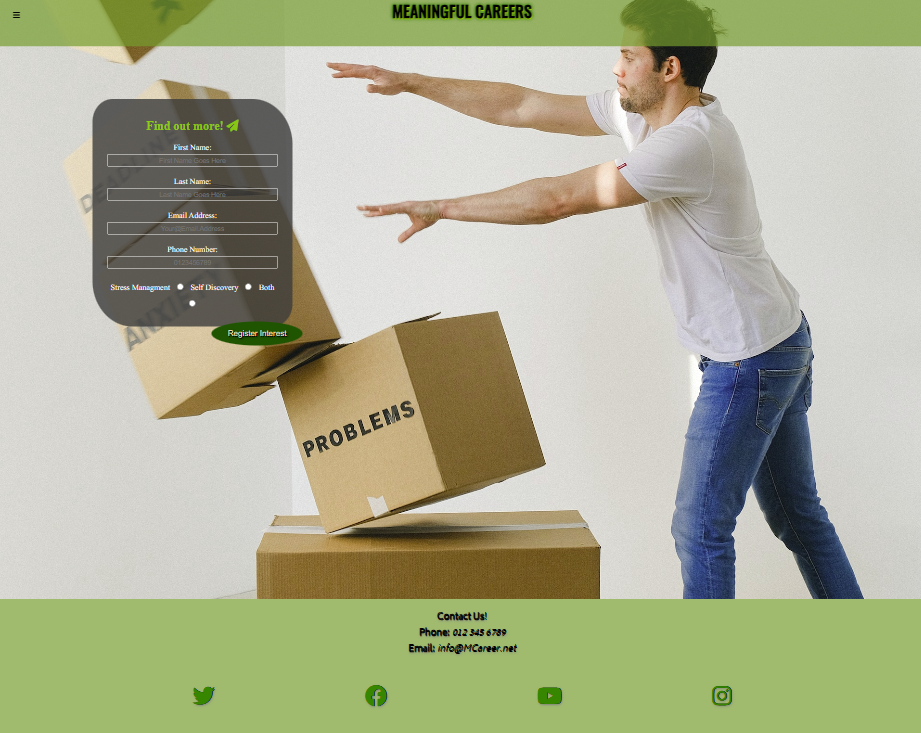 ≡
MEANINGFUL CAREERS
Find out more!
First Name:
First Name Goes Here
Last Name:
Last Name Goes Here
Email Address:
Your@Email.Address
Phone Number:
0123456789
Stress Managment Self Discovery Both
Register Interest
DEADLINE
ANXIETY
PROBLEMS
Contact Us!
Phone: 012 345 6789
Email: info@MCareer.net